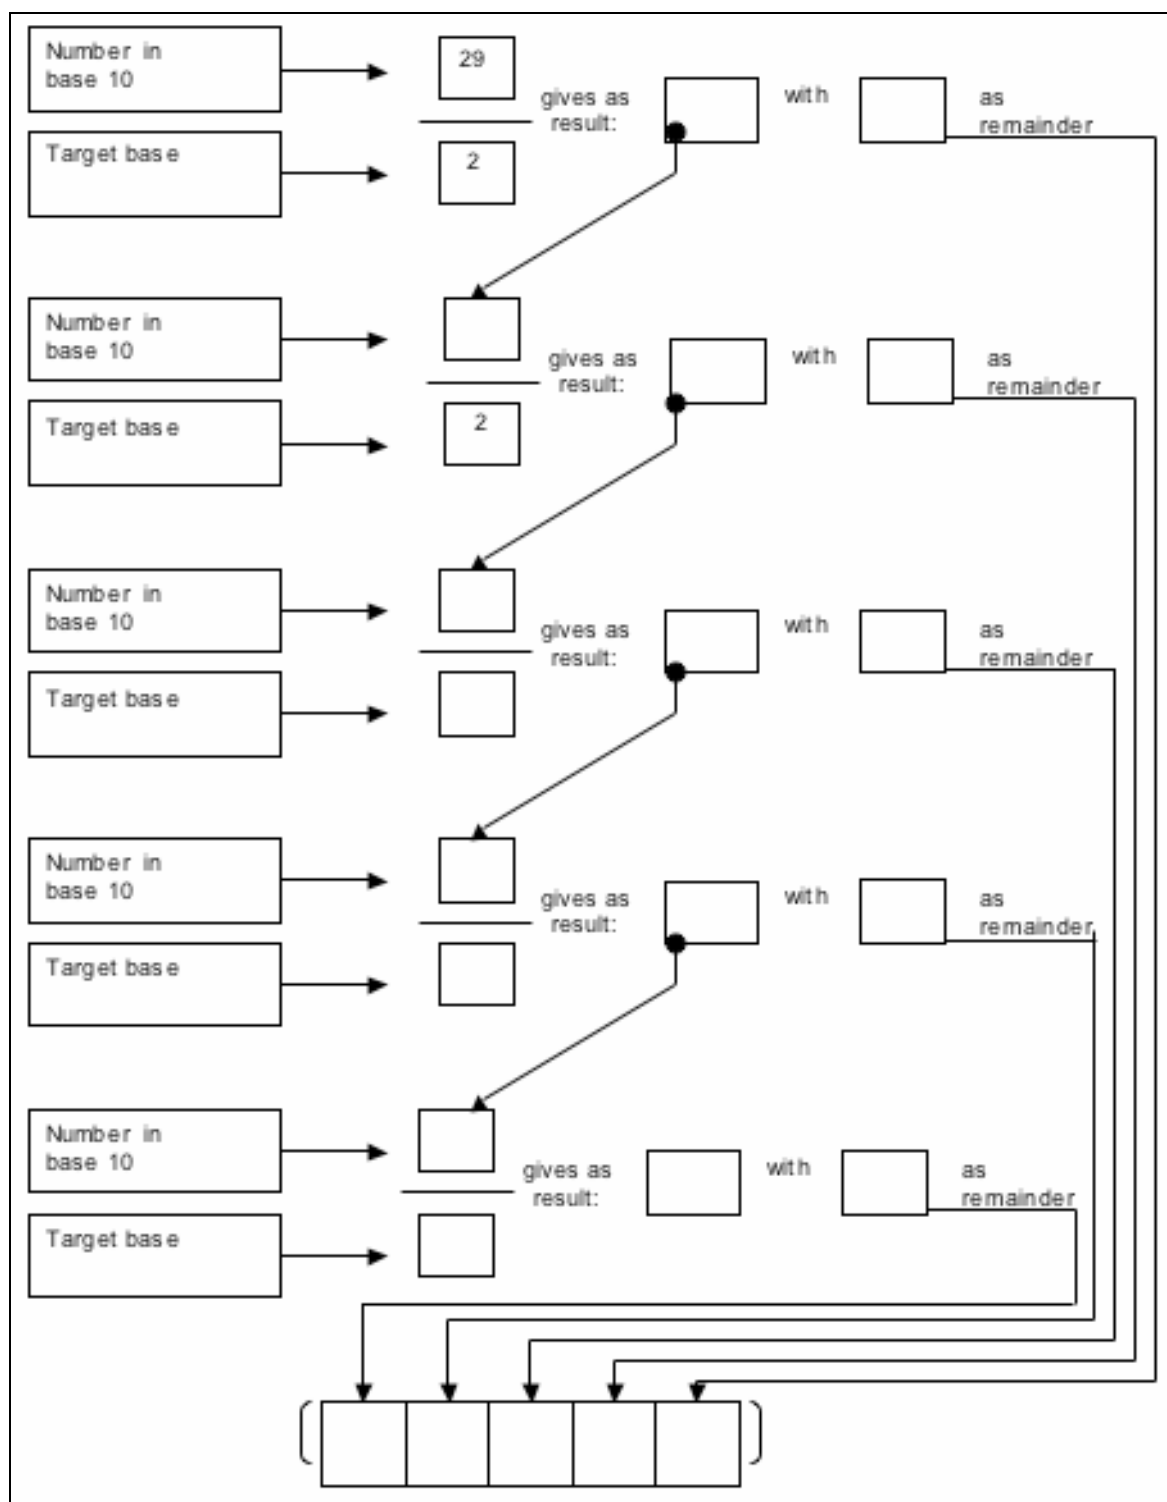 Number in
base 10
29
gives as
result:
with
as
remainder
Target base
2
Number in
base 10
gives as
result:
with
as
remainder
Target base
2
Number in
base 10
gives as
result:
with
as
remainder
Target base
Number in
base 10
gives as
result:
with
as
remainder
Target base
Number in
base 10
gives as
result:
with
as
remainder
Target base